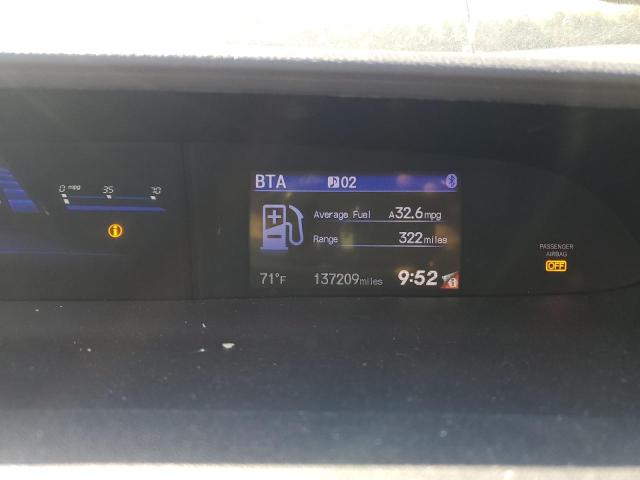 BTA 02
0 mpg 35 70
Average Fuel A32.6mpg
Range 322miles
PASSENGER
AIRBAG
OFF
71°F 137209miles 9:52